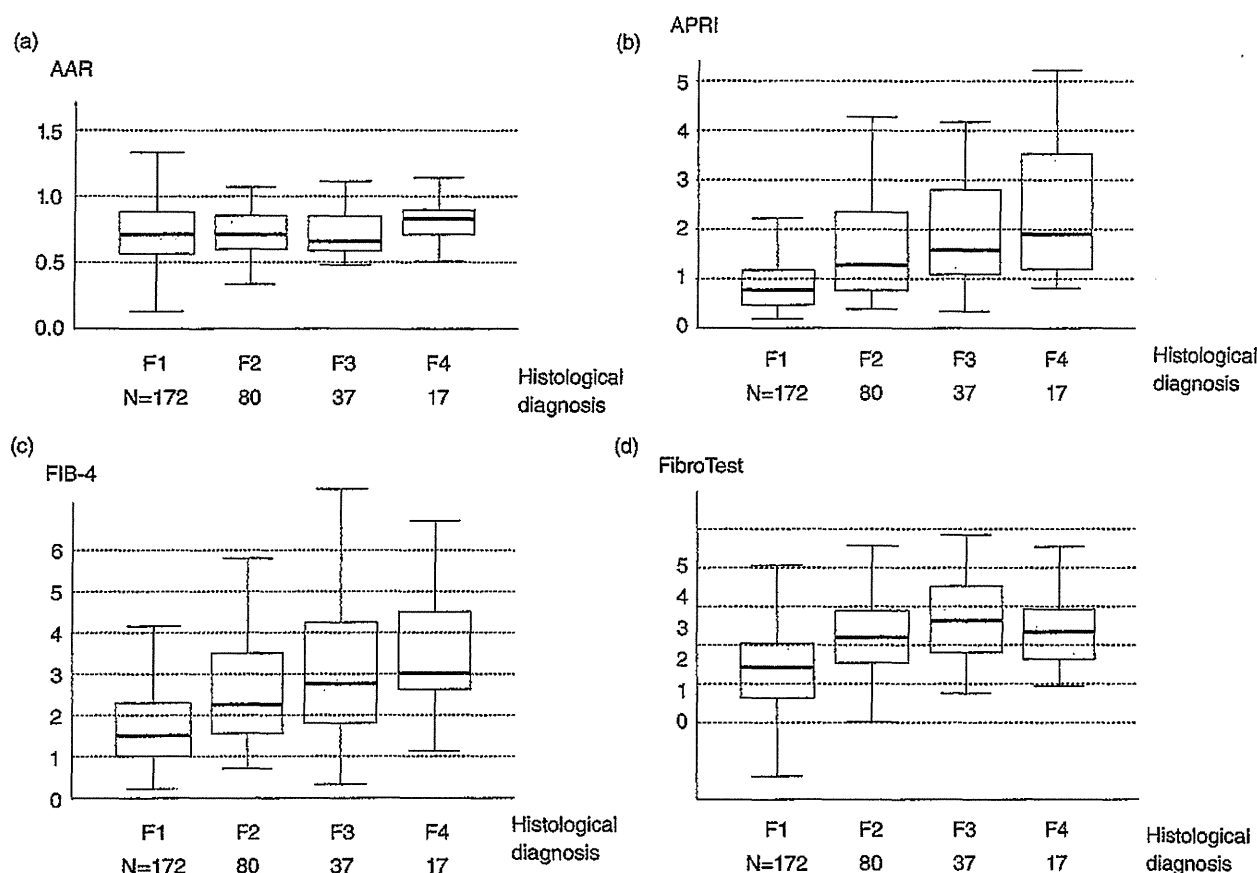 (a)
AAR
1.5
1.0
0.5
0.0
F1 F2 F3 F4 Histological
N=172 80 37 17 diagnosis
(b)
APRI
5
4
3
2
1
0
F1 F2 F3 F4 Histological
N=172 80 37 17 diagnosis
(c)
FIB-4
6
5
4
3
2
1
0
F1 F2 F3 F4 Histological
N=172 80 37 17 diagnosis
(d)
FibroTest
5
4
3
2
1
0
F1 F2 F3 F4 Histological
N=172 80 37 17 diagnosis